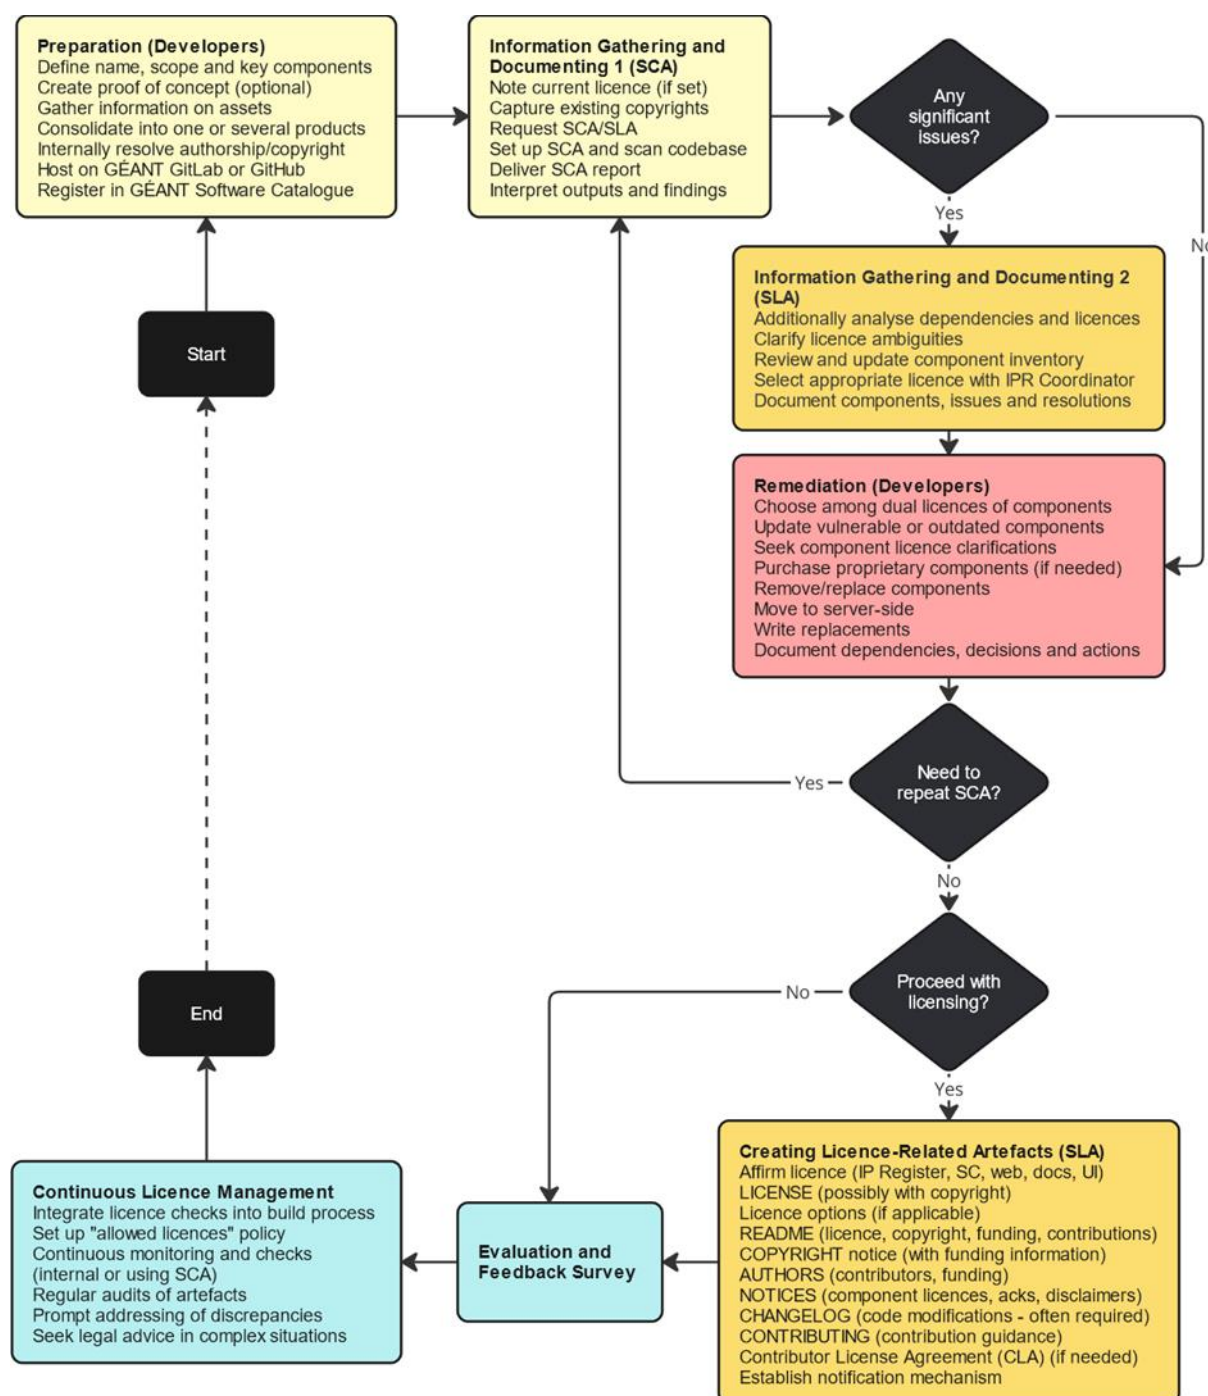 Preparation (Developers)
Define name, scope and key components
Create proof of concept (optional)
Gather information on assets
Consolidate into one or several products
Internally resolve authorship/copyright
Host on GÉANT GitLab or GitHub
Register in GÉANT Software Catalogue
Information Gathering and
Documenting 1 (SCA)
Note current licence (if set)
Capture existing copyrights
Request SCA/SLA
Set up SCA and scan codebase
Deliver SCA report
Interpret outputs and findings
Any
significant
issues?
Yes
No
Information Gathering and Documenting 2
(SLA)
Additionally analyse dependencies and licences
Clarify licence ambiguities
Review and update component inventory
Select appropriate licence with IPR Coordinator
Document components, issues and resolutions
Start
Remediation (Developers)
Choose among dual licences of components
Update vulnerable or outdated components
Seek component licence clarifications
Purchase proprietary components (if needed)
Remove/replace components
Move to server-side
Write replacements
Document dependencies, decisions and actions
Need to
repeat SCA?
Yes
No
Proceed with
licensing?
No
Yes
End
Creating Licence-Related Artefacts (SLA)
Affirm licence (IP Register, SC, web, docs, UI)
LICENSE (possibly with copyright)
Licence options (if applicable)
README (licence, copyright, funding, contributions)
COPYRIGHT notice (with funding information)
AUTHORS (contributors, funding)
NOTICES (component licences, acks, disclaimers)
CHANGELOG (code modifications - often required)
CONTRIBUTING (contribution guidance)
Contributor License Agreement (CLA) (if needed)
Establish notification mechanism
Evaluation and
Feedback Survey
Continuous Licence Management
Integrate licence checks into build process
Set up "allowed licences" policy
Continuous monitoring and checks
(internal or using SCA)
Regular audits of artefacts
Prompt addressing of discrepancies
Seek legal advice in complex situations